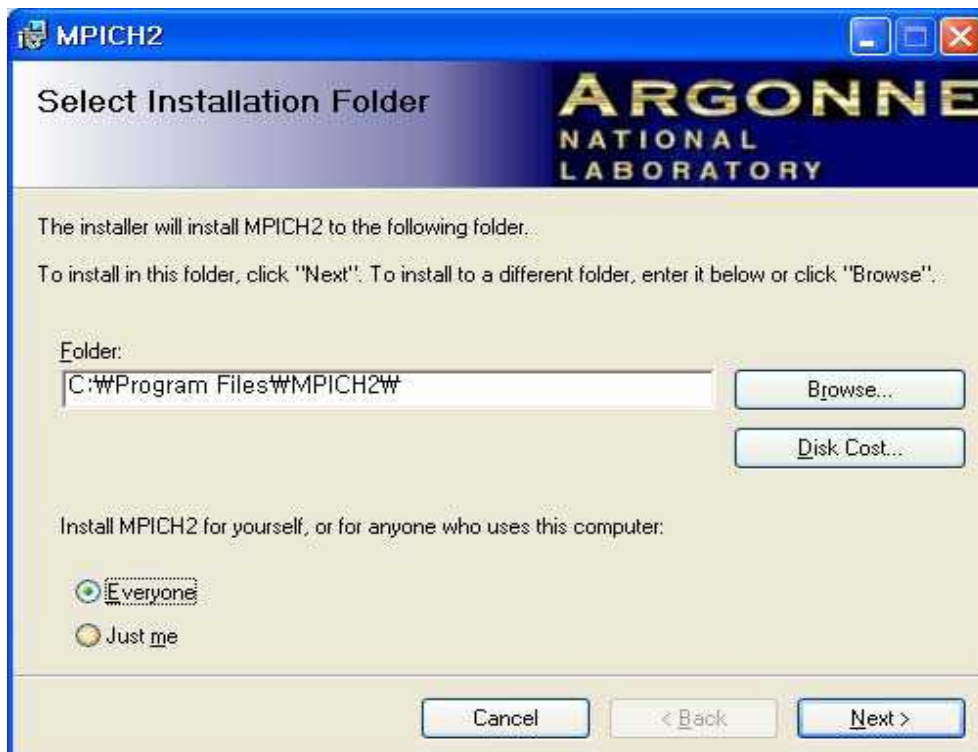 MPICH2
Select Installation Folder
ARGONNE
NATIONAL
LABORATORY
The installer will install MPICH2 to the following folder.
To install in this folder, click "Next". To install to a different folder, enter it below or click "Browse".
Folder:
C:₩Program Files₩MPICH2₩
Browse...
Disk Cost...
Install MPICH2 for yourself, or for anyone who uses this computer:
Everyone
Just me
Cancel
< Back
Next >